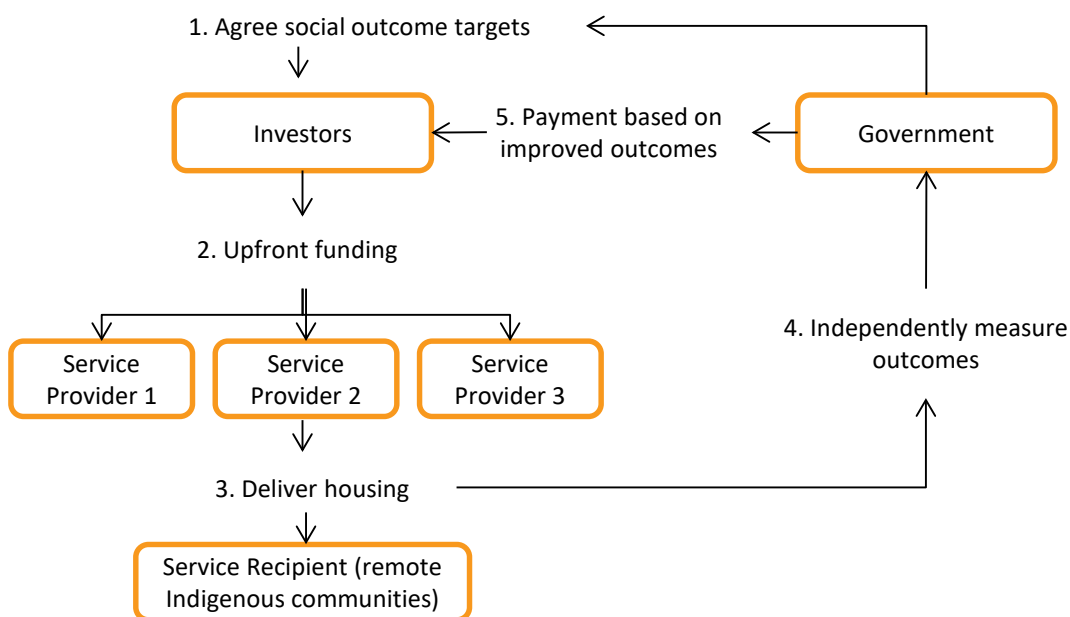 1. Agree social outcome targets
Investors
5. Payment based on
improved outcomes
Government
2. Upfront funding
Service
Provider 1
Service
Provider 2
Service
Provider 3
4. Independently measure
outcomes
3. Deliver housing
Service Recipient (remote
Indigenous communities)